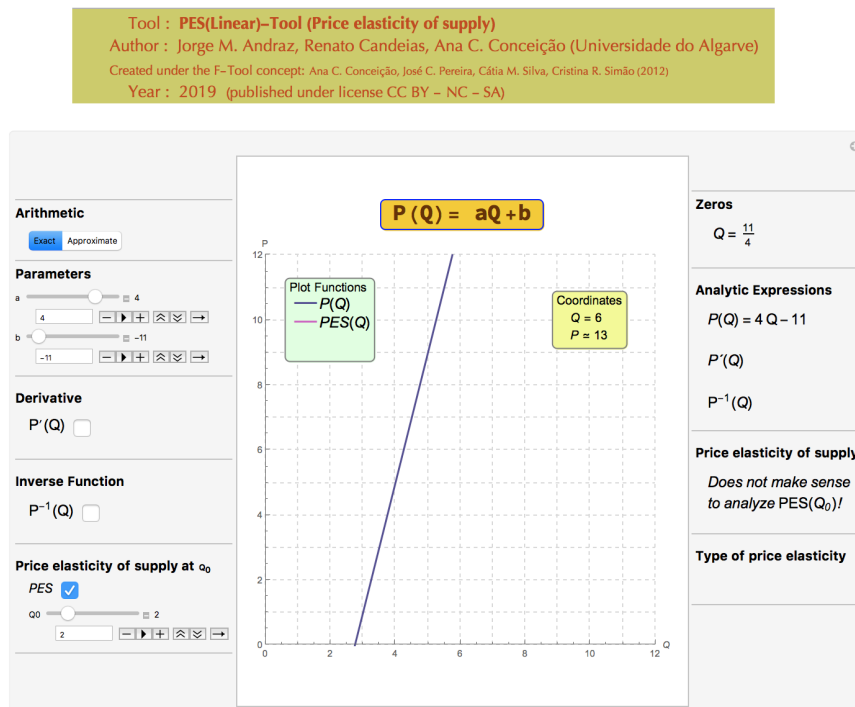 Tool : PES(Linear)–Tool (Price elasticity of supply)
Author : Jorge M. Andraz, Renato Candeias, Ana C. Conceição (Universidade do Algarve)
Created under the F–Tool concept: Ana C. Conceição, José C. Pereira, Cátia M. Silva, Cristina R. Simão (2012)
Year : 2019 (published under license CC BY – NC – SA)
Arithmetic
Exact Approximate
Parameters
a 4
4
b -11
-11
Derivative
P′(Q)
Inverse Function
P⁻¹(Q)
Price elasticity of supply at Q₀
PES
Q0 2
2
P(Q) = aQ+b
P
12
10
8
6
4
2
0
0 2 4 6 8 10 12
Q
Plot Functions
P(Q)
PES(Q)
Coordinates
Q = 6
P ≃ 13
Zeros
Q = 11/4
Analytic Expressions
P(Q) = 4 Q – 11
P′(Q)
P⁻¹(Q)
Price elasticity of supply
Does not make sense
to analyze PES(Q₀)!
Type of price elasticity